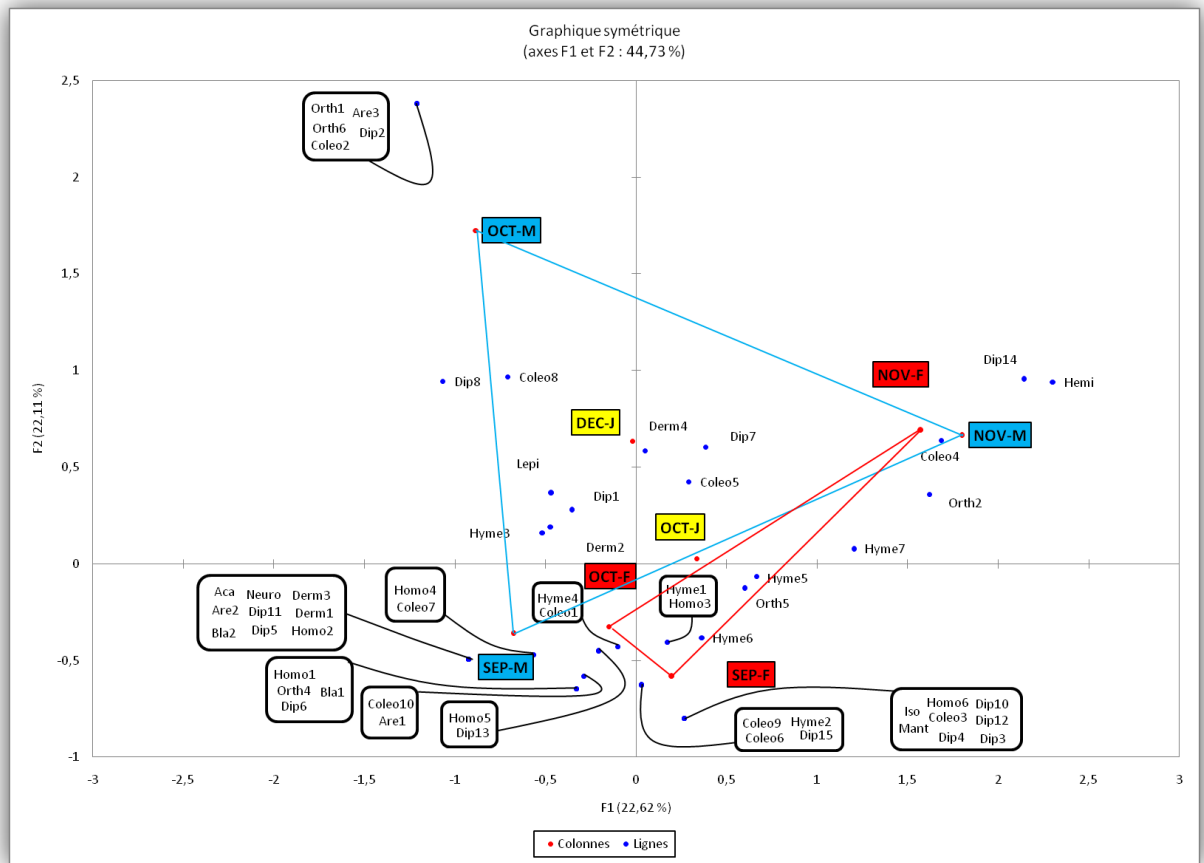 Graphique symétrique
(axes F1 et F2 : 44,73 %)
2,5
2
1,5
1
0,5
0
-0,5
-1
F2 (22,11 %)
Orth1 Are3
Orth6 Dip2
Coleo2
OCT-M
NOV-F
Dip14
Hemi
Dip8
Coleo8
DEC-J
Derm4
Dip7
NOV-M
Coleo4
Lepi
Dip1
Coleo5
Orth2
Hyme3
OCT-J
Derm2
Hyme7
OCT-F
Hyme5
Orth5
Aca Neuro Derm3
Are2 Dip11 Derm1
Bla2 Dip5 Homo2
Homo4
Coleo7
Hyme4
Coleo1
Hyme1
Homo3
Hyme6
SEP-M
SEP-F
Homo1
Orth4 Bla1
Dip6
Coleo10
Are1
Homo5
Dip13
Coleo9 Hyme2
Coleo6 Dip15
Iso Homo6 Dip10
Mant Coleo3 Dip12
Dip4 Dip3
-3 -2,5 -2 -1,5 -1 -0,5 0 0,5 1 1,5 2 2,5 3
F1 (22,62 %)
Colonnes Lignes